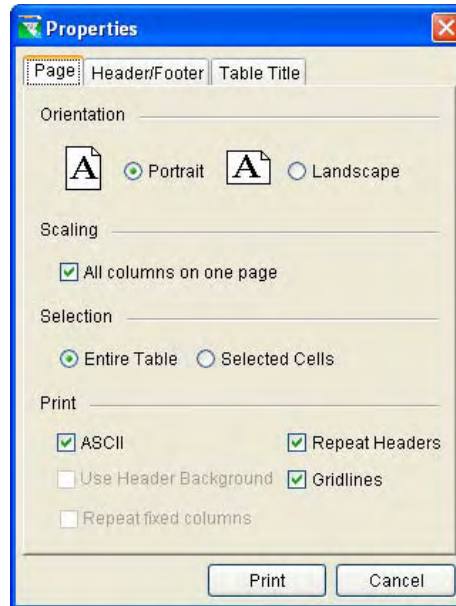 Properties
Page Header/Footer Table Title
Orientation
A Portrait A Landscape
Scaling
All columns on one page
Selection
Entire Table Selected Cells
Print
ASCII Repeat Headers
Use Header Background Gridlines
Repeat fixed columns
Print Cancel